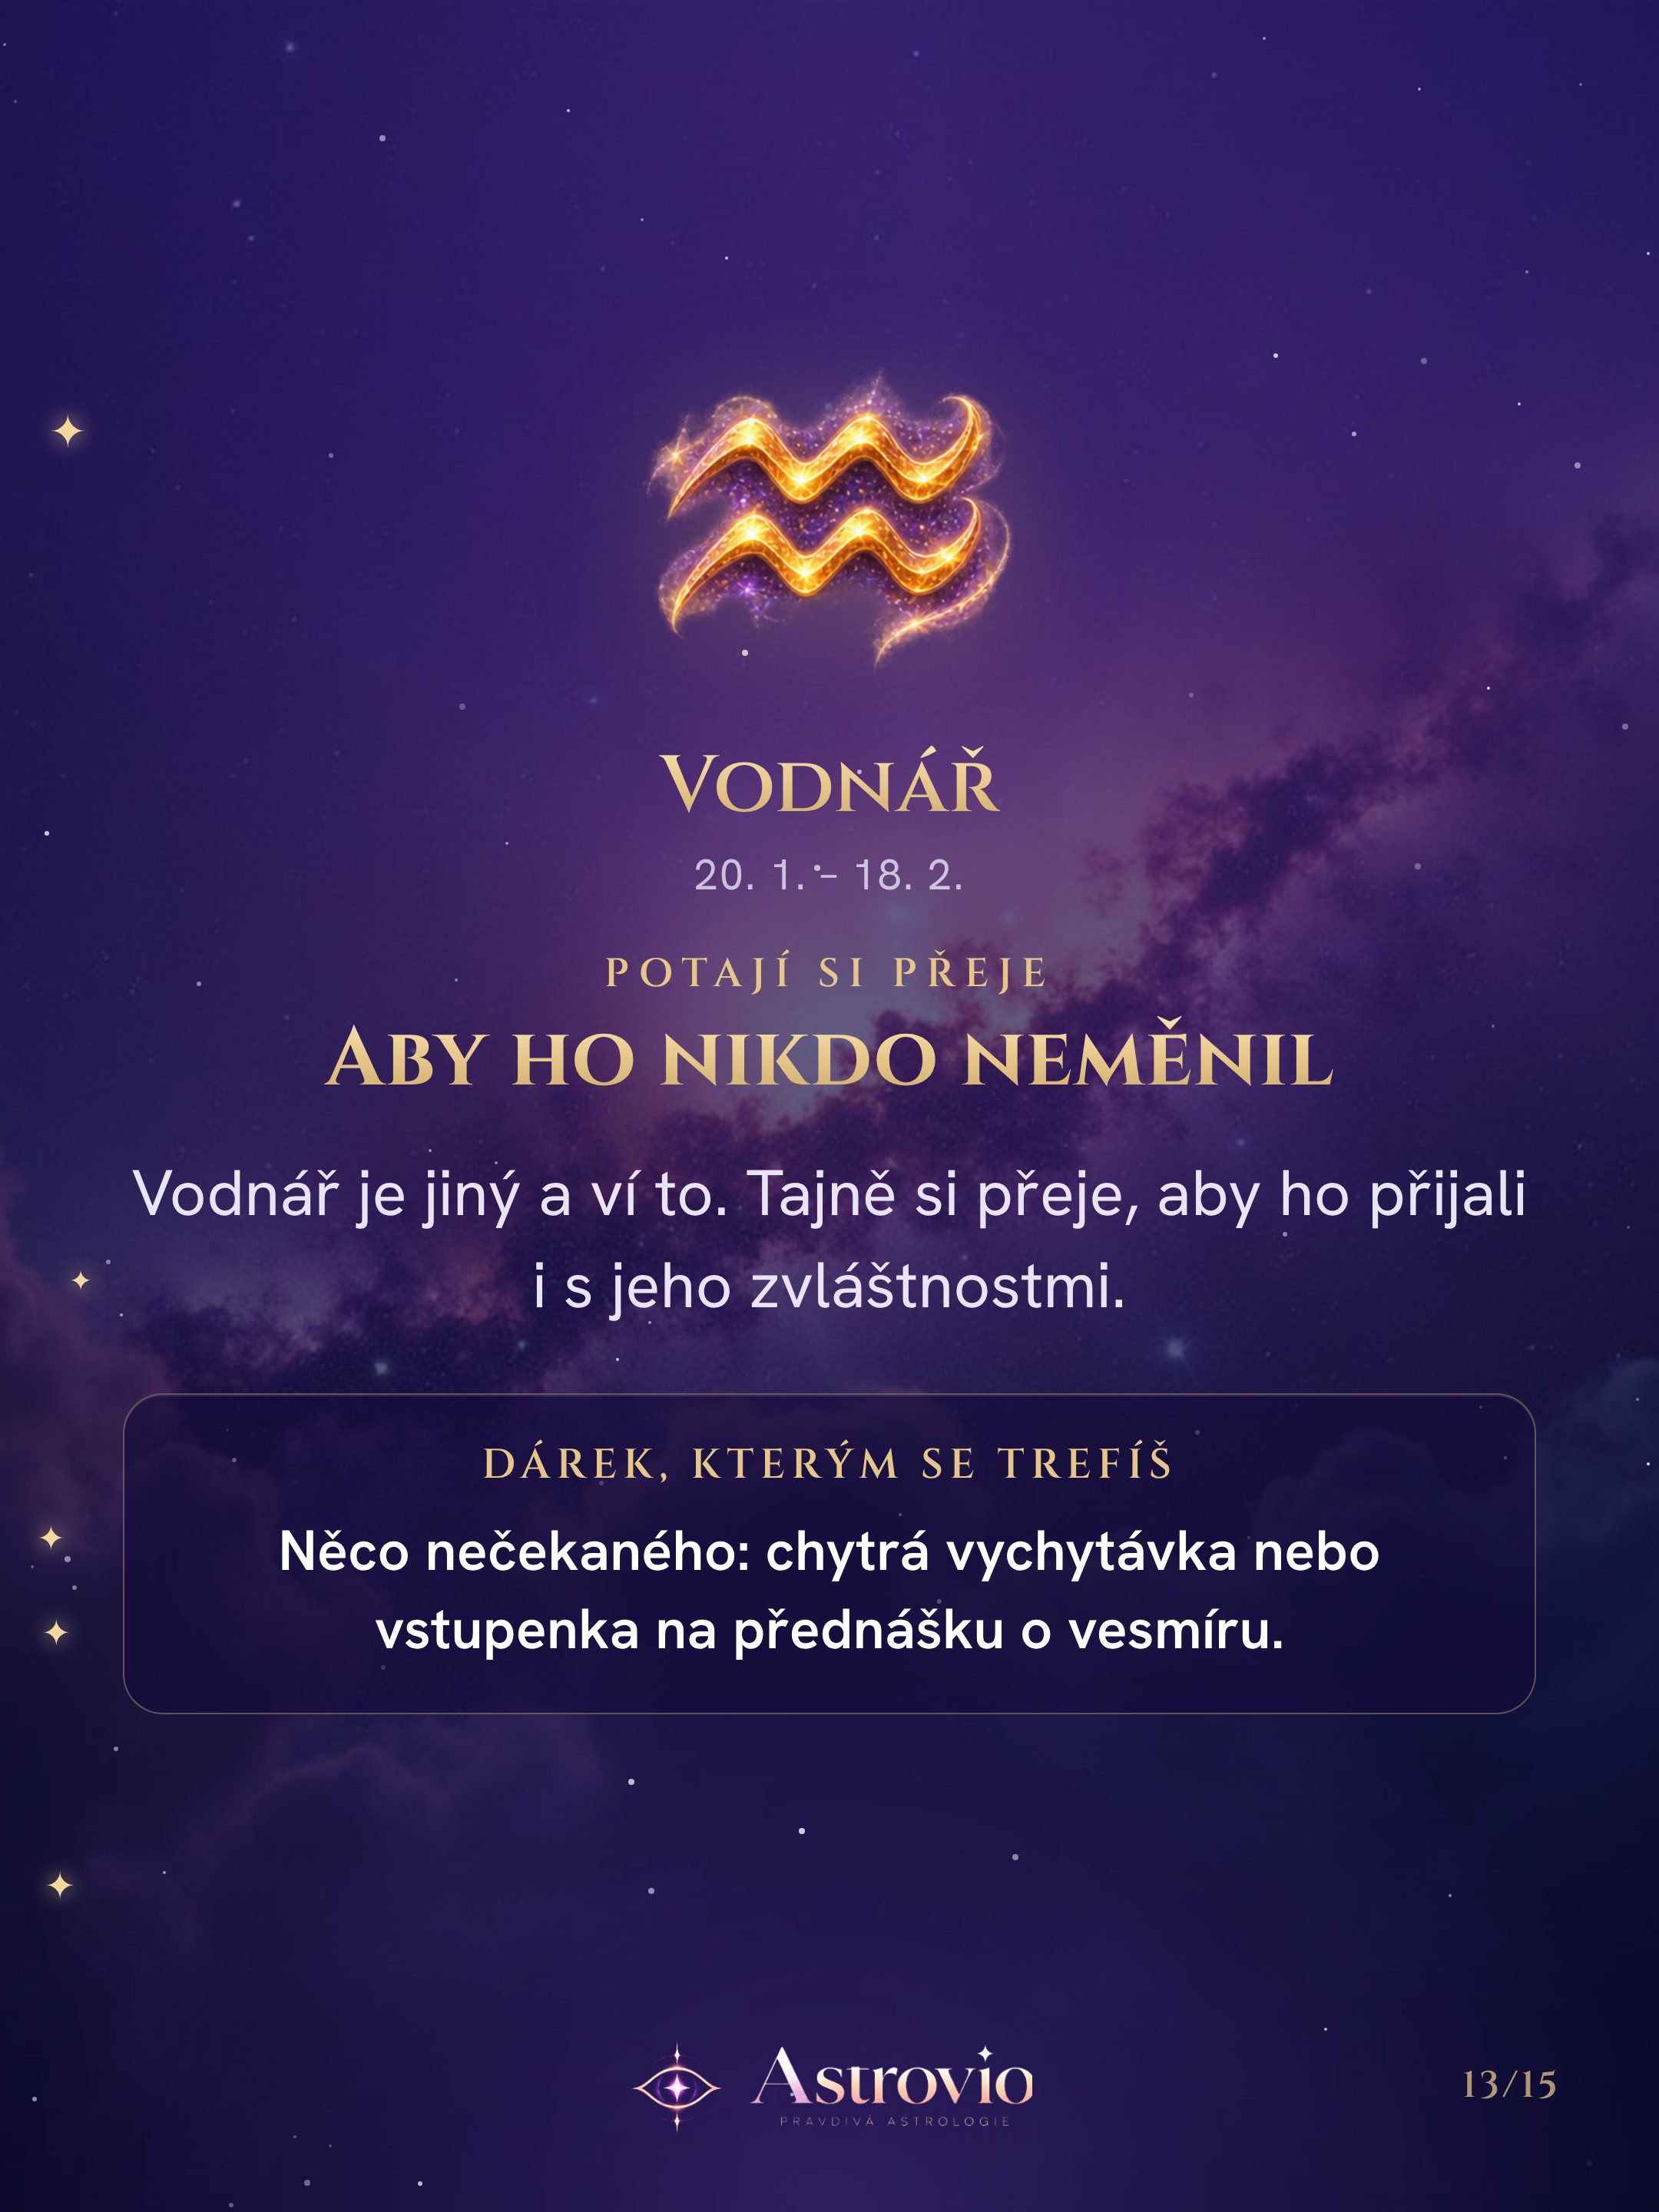 Vodnář
20. 1. – 18. 2.
POTAJÍ SI PŘEJE
Aby ho nikdo neměnil
Vodnář je jiný a ví to. Tajně si přeje, aby ho přijali
i s jeho zvláštnostmi.
DÁREK, KTERÝM SE TREFÍŠ
Něco nečekaného: chytrá vychytávka nebo
vstupenka na přednášku o vesmíru.
Astrovio
PRAVDIVÁ ASTROLOGIE
13/15